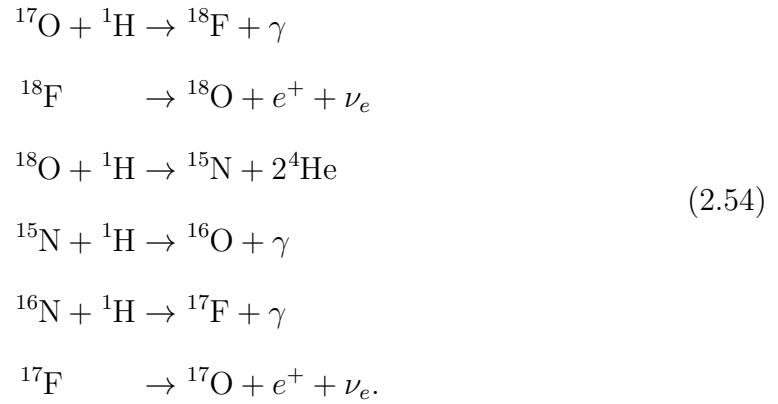 ¹⁷O + ¹H → ¹⁸F + γ
¹⁸F → ¹⁸O + e⁺ + νₑ
¹⁸O + ¹H → ¹⁵N + 2⁴He
(2.54)
¹⁵N + ¹H → ¹⁶O + γ
¹⁶N + ¹H → ¹⁷F + γ
¹⁷F → ¹⁷O + e⁺ + νₑ.